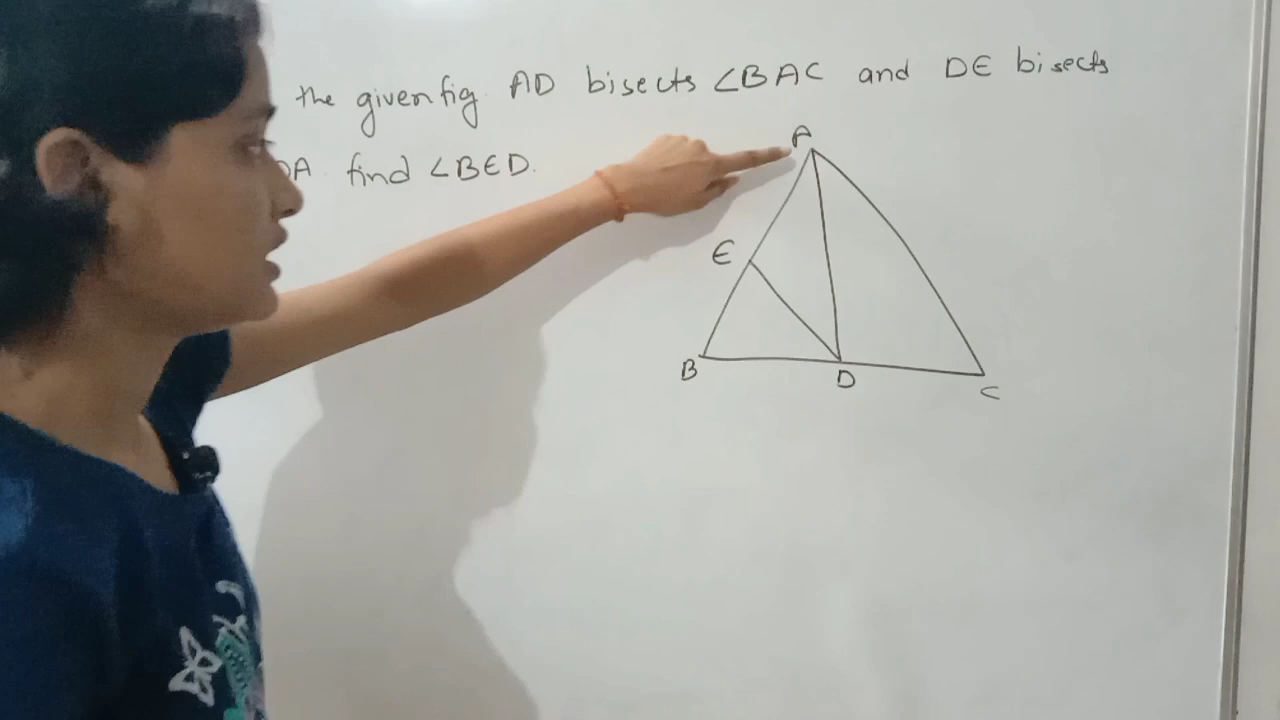 the given fig. AD bisects ∠BAC and DE bisects
DA find ∠BED.
A
E
B
D
C